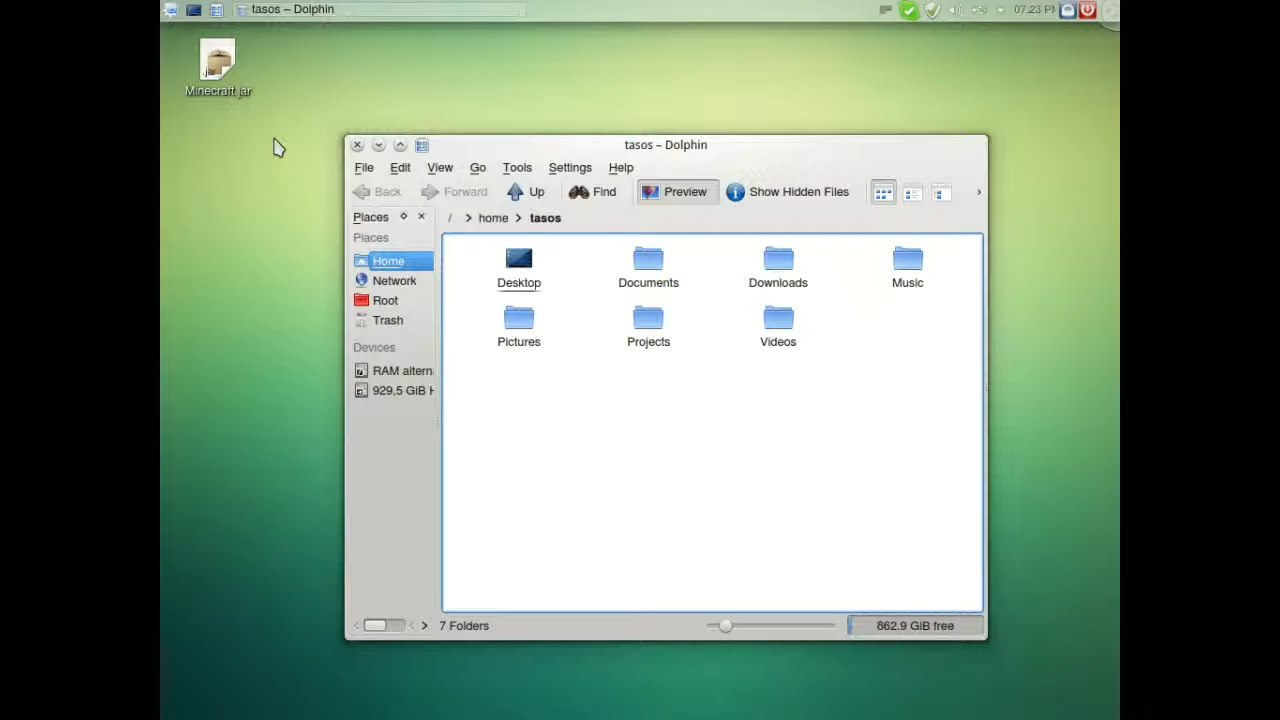 tasos – Dolphin
07.23 PM
.jar
Minecraft.jar
tasos – Dolphin
File Edit View Go Tools Settings Help
Back Forward Up Find Preview Show Hidden Files
Places
/ > home > tasos
Places
Home
Network
Root
Trash
Devices
RAM altern
929,5 GiB H
Desktop Documents Downloads Music
Pictures Projects Videos
7 Folders
862.9 GiB free